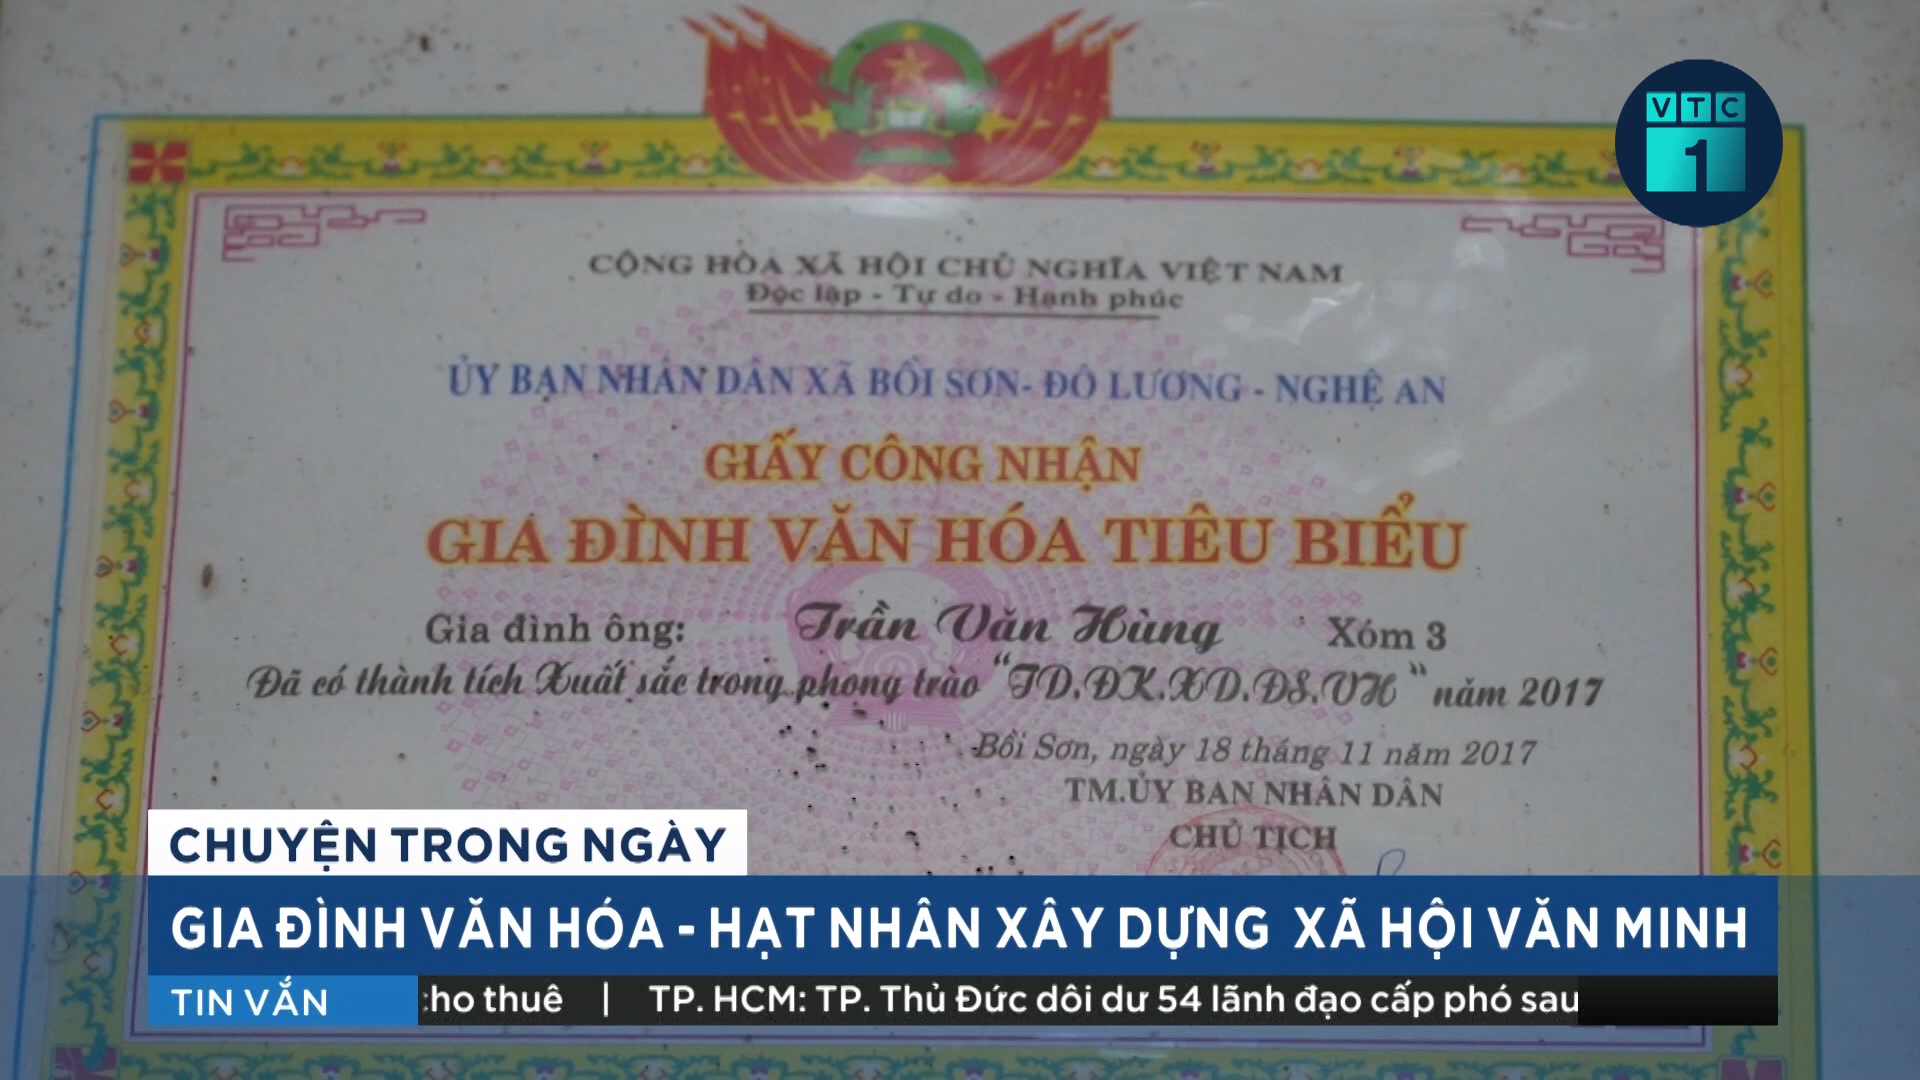 VTC
1
CỘNG HÒA XÃ HỘI CHỦ NGHĨA VIỆT NAM
Độc lập - Tự do - Hạnh phúc
ỦY BAN NHÂN DÂN XÃ BỒI SƠN- ĐÔ LƯƠNG - NGHỆ AN
GIẤY CÔNG NHẬN
GIA ĐÌNH VĂN HÓA TIÊU BIỂU
Gia đình ông: Trần Văn Hùng Xóm 3
Đã có thành tích Xuất sắc trong phong trào "TD.ĐK.XD.ĐS.VH" năm 2017
Bồi Sơn, ngày 18 tháng 11 năm 2017
TM.ỦY BAN NHÂN DÂN
CHỦ TỊCH
CHUYỆN TRONG NGÀY
GIA ĐÌNH VĂN HÓA - HẠT NHÂN XÂY DỰNG XÃ HỘI VĂN MINH
TIN VẮN cho thuê | TP. HCM: TP. Thủ Đức dôi dư 54 lãnh đạo cấp phó sau